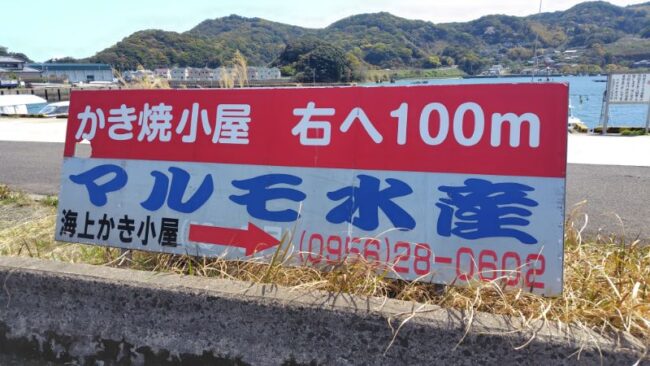 かき焼小屋 右へ100m
マルモ水産
海上かき小屋
(0956)28-0602